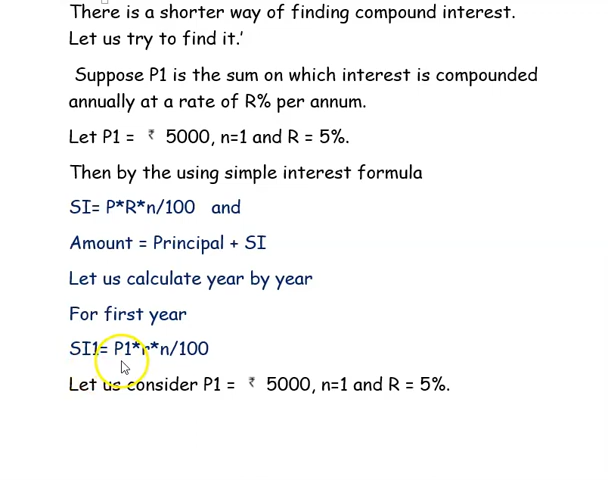 There is a shorter way of finding compound interest.
Let us try to find it.’
Suppose P1 is the sum on which interest is compounded
annually at a rate of R% per annum.
Let P1 = ₹ 5000, n=1 and R = 5%.
Then by the using simple interest formula
SI= P*R*n/100 and
Amount = Principal + SI
Let us calculate year by year
For first year
SI1= P1*r*n/100
Let us consider P1 = ₹ 5000, n=1 and R = 5%.